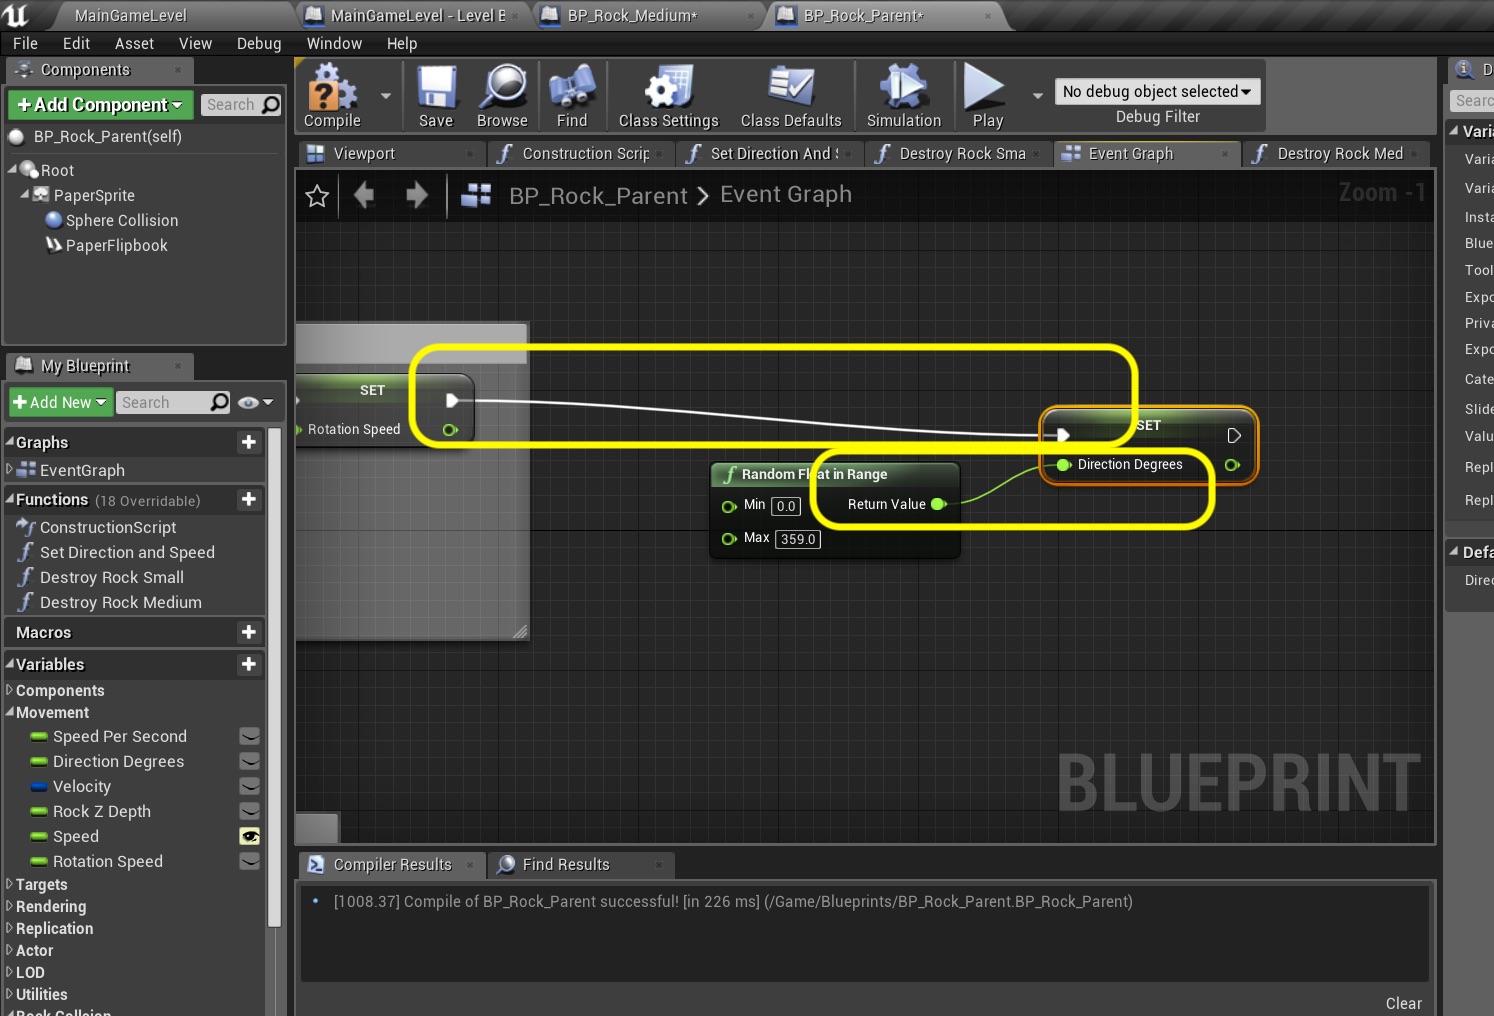 MainGameLevel
MainGameLevel - Level B
BP_Rock_Medium*
BP_Rock_Parent*
File Edit Asset View Debug Window Help
Components
+Add Component
Search
BP_Rock_Parent(self)
Root
PaperSprite
Sphere Collision
PaperFlipbook
Compile
Save
Browse
Find
Class Settings
Class Defaults
Simulation
Play
No debug object selected
Debug Filter
Viewport
Construction Scrip
Set Direction And S
Destroy Rock Sma
Event Graph
Destroy Rock Med
BP_Rock_Parent > Event Graph
Zoom -1
SET
Rotation Speed
Random Float in Range
Min 0.0
Return Value
Max 359.0
SET
Direction Degrees
BLUEPRINT
My Blueprint
+Add New
Search
Graphs
EventGraph
Functions (18 Overridable)
ConstructionScript
Set Direction and Speed
Destroy Rock Small
Destroy Rock Medium
Macros
Variables
Components
Movement
Speed Per Second
Direction Degrees
Velocity
Rock Z Depth
Speed
Rotation Speed
Targets
Rendering
Replication
Actor
LOD
Utilities
Rock Collsion
Compiler Results
Find Results
[1008.37] Compile of BP_Rock_Parent successful! [in 226 ms] (/Game/Blueprints/BP_Rock_Parent.BP_Rock_Parent)
Clear
D
Searc
Varia
Varia
Varia
Insta
Blue
Tool
Expo
Priva
Expo
Cate
Slide
Valu
Repl
Repl
Defa
Direc